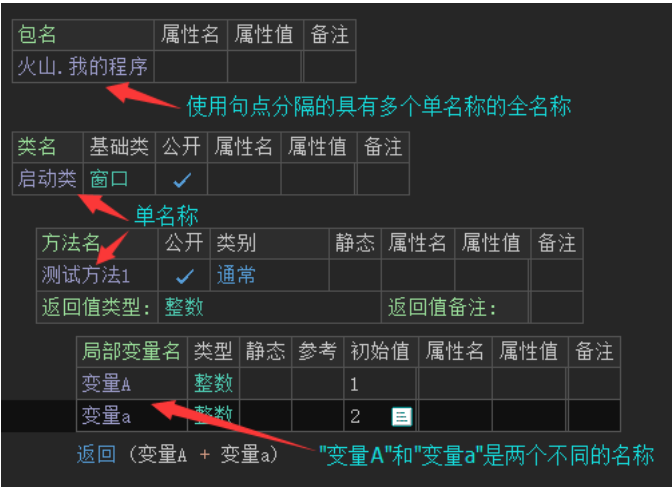 包名 属性名 属性值 备注
火山.我的程序
使用句点分隔的具有多个单名称的全名称
类名 基础类 公开 属性名 属性值 备注
启动类 窗口 ✓
单名称
方法名 公开 类别 静态 属性名 属性值 备注
测试方法1 ✓ 通常
返回值类型: 整数 返回值备注:
局部变量名 类型 静态 参考 初始值 属性名 属性值 备注
变量A 整数 1
变量a 整数 2
返回 (变量A + 变量a) "变量A"和"变量a"是两个不同的名称